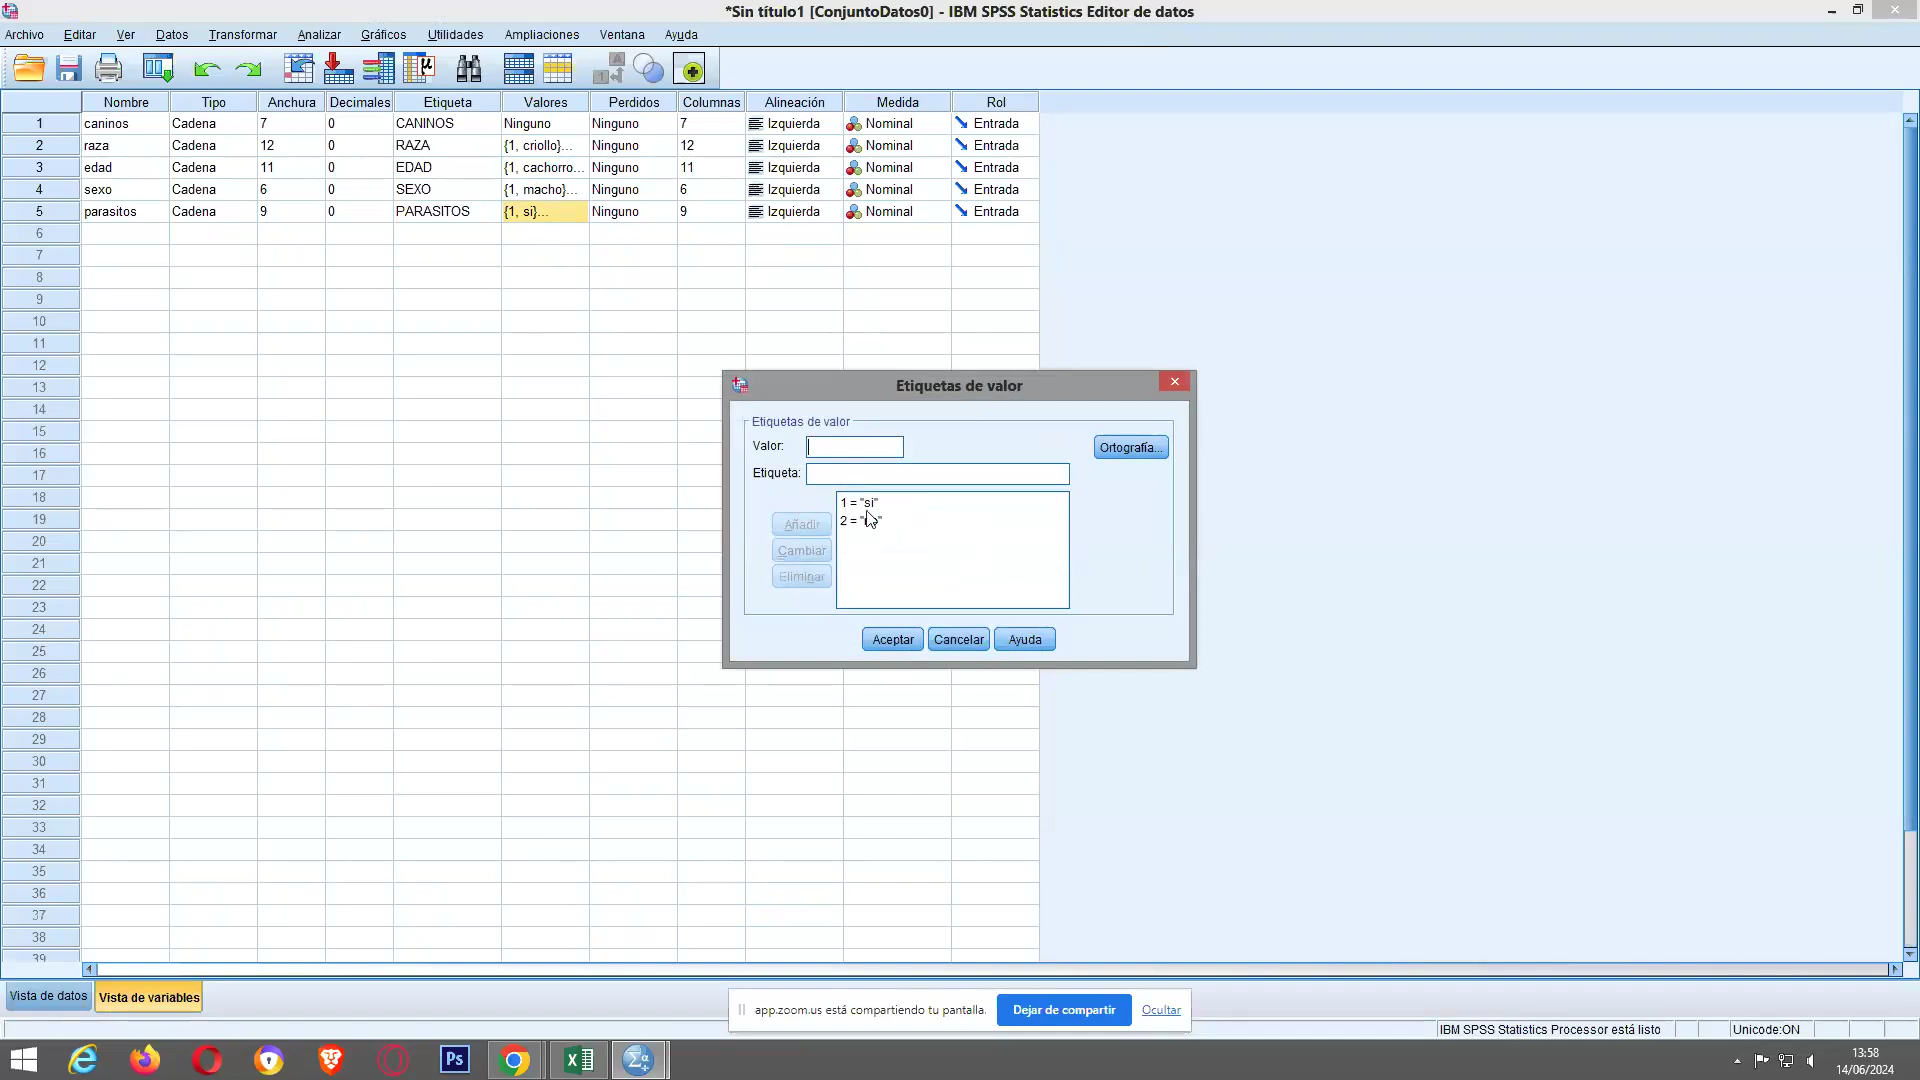 *Sin título1 [ConjuntoDatos0] - IBM SPSS Statistics Editor de datos
Archivo Editar Ver Datos Transformar Analizar Gráficos Utilidades Ampliaciones Ventana Ayuda
Nombre Tipo Anchura Decimales Etiqueta Valores Perdidos Columnas Alineación Medida Rol
1 caninos Cadena 7 0 CANINOS Ninguno Ninguno 7 Izquierda Nominal Entrada
2 raza Cadena 12 0 RAZA {1, criollo}... Ninguno 12 Izquierda Nominal Entrada
3 edad Cadena 11 0 EDAD {1, cachorro... Ninguno 11 Izquierda Nominal Entrada
4 sexo Cadena 6 0 SEXO {1, macho}... Ninguno 6 Izquierda Nominal Entrada
5 parasitos Cadena 9 0 PARASITOS {1, si}... Ninguno 9 Izquierda Nominal Entrada
6
7
8
9
10
11
12
13
14
15
16
17
18
19
20
21
22
23
24
25
26
27
28
29
30
31
32
33
34
35
36
37
38
39
Etiquetas de valor
Etiquetas de valor
Valor:
Ortografía...
Etiqueta:
1 = "si"
2 =
Añadir
Cambiar
Eliminar
Aceptar Cancelar Ayuda
Vista de datos Vista de variables
app.zoom.us está compartiendo tu pantalla. Dejar de compartir Ocultar
IBM SPSS Statistics Processor está listo Unicode:ON
Ps
13:58
14/06/2024